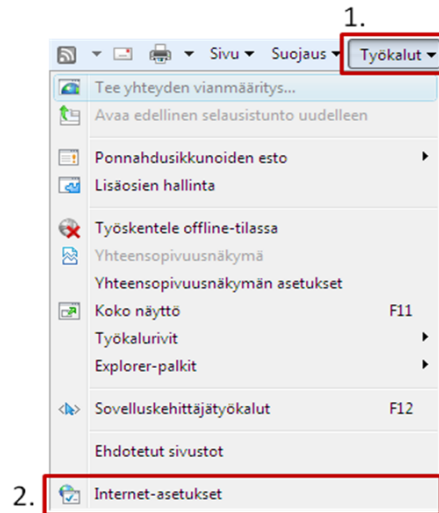 1.
Sivu Suojaus Työkalut
Tee yhteyden vianmääritys...
Avaa edellinen selausistunto uudelleen
Ponnahdusikkunoiden esto
Lisäosien hallinta
Työskentele offline-tilassa
Yhteensopivuusnäkymä
Yhteensopivuusnäkymän asetukset
Koko näyttö F11
Työkalurivit
Explorer-palkit
Sovelluskehittäjätyökalut F12
Ehdotetut sivustot
2. Internet-asetukset